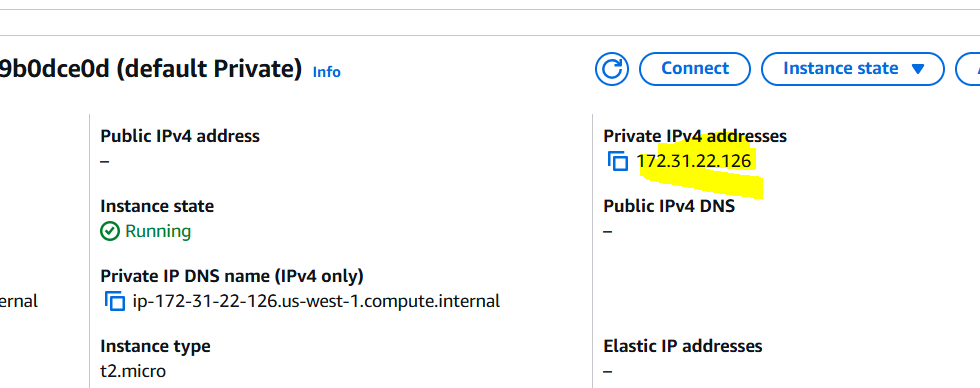 9b0dce0d (default Private) Info
Connect
Instance state
Public IPv4 address
–
Private IPv4 addresses
172.31.22.126
Instance state
Running
Public IPv4 DNS
–
Private IP DNS name (IPv4 only)
ernal
ip-172-31-22-126.us-west-1.compute.internal
Instance type
t2.micro
Elastic IP addresses
–